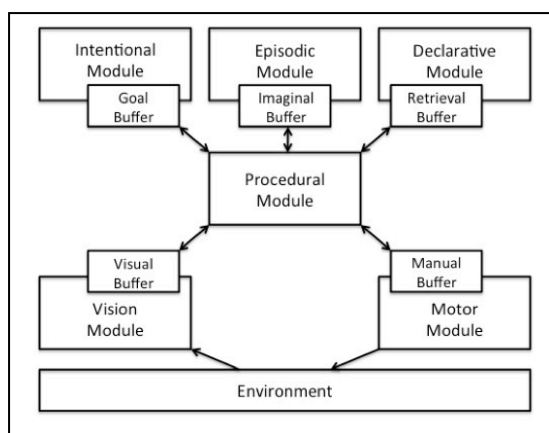 Intentional
Module
Goal
Buffer
Episodic
Module
Imaginal
Buffer
Declarative
Module
Retrieval
Buffer
Procedural
Module
Visual
Buffer
Vision
Module
Manual
Buffer
Motor
Module
Environment